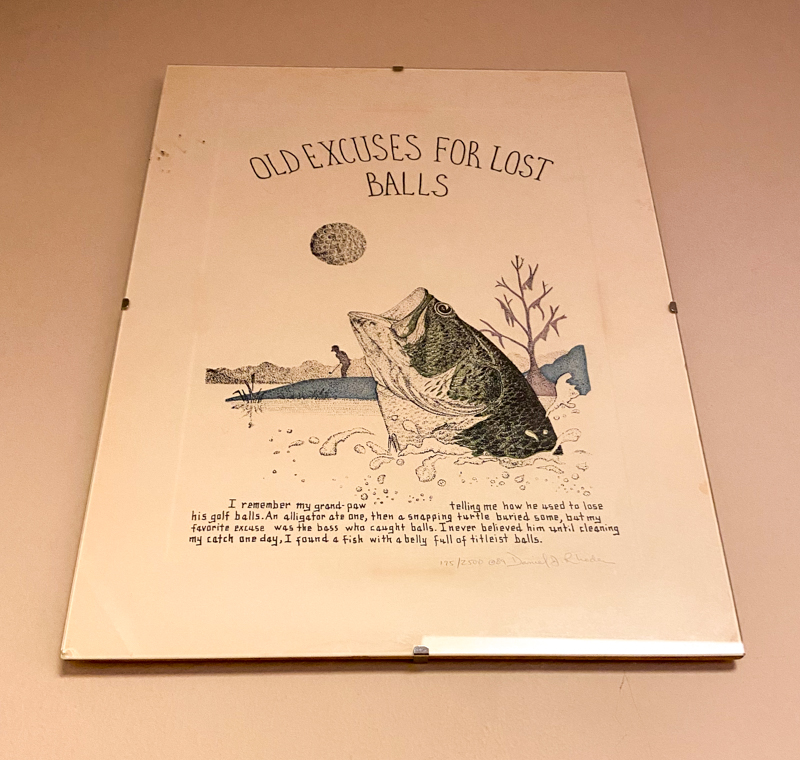 OLD EXCUSES FOR LOST
BALLS
I remember my grand-paw telling me how he used to lose
his golf balls. An alligator ate one, then a snapping turtle buried some, but my
favorite excuse was the bass who caught balls. I never believed him until cleaning
my catch one day, I found a fish with a belly full of titleist balls.
175/2500